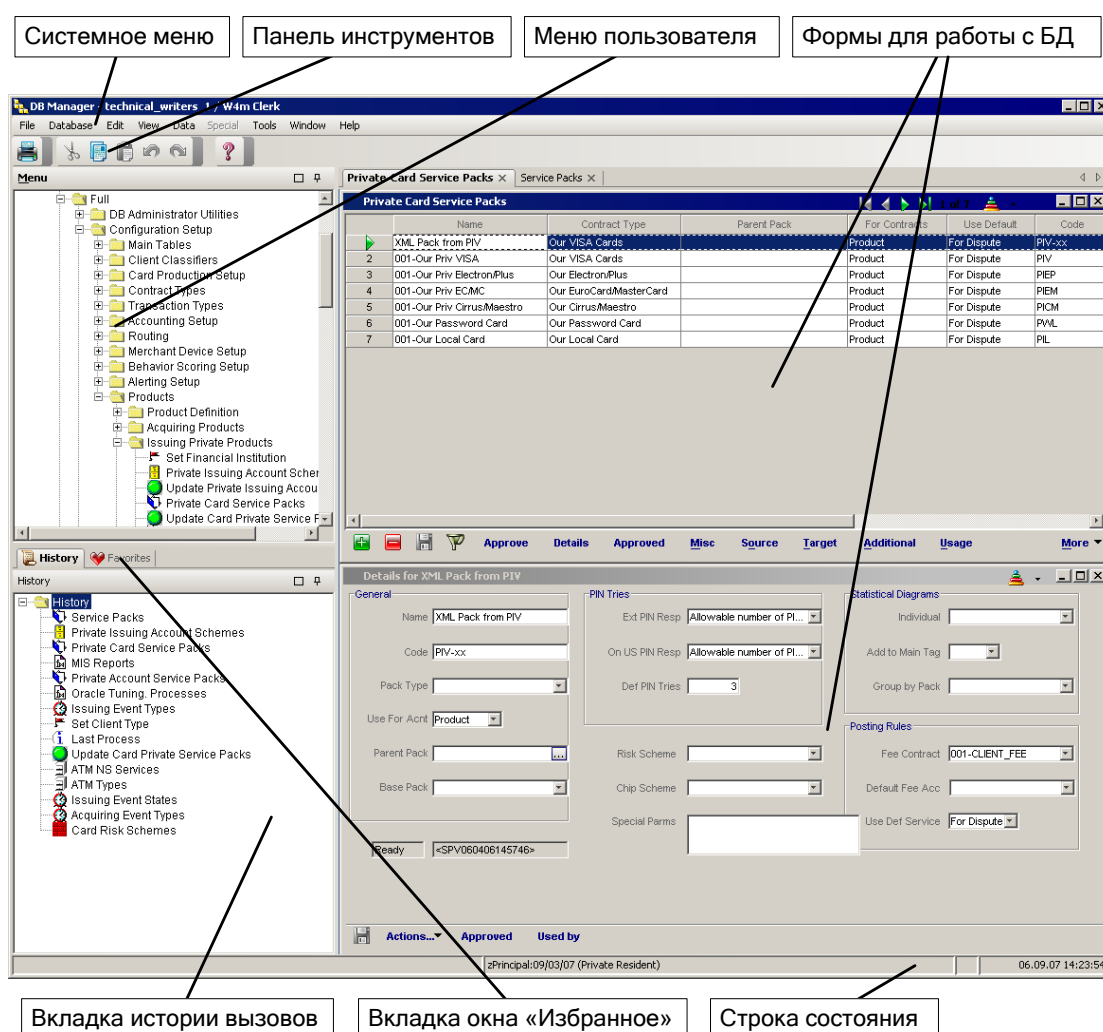 Системное меню
Панель инструментов
Меню пользователя
Формы для работы с БД
DB Manager - technical_writers_1 / W4m Clerk
File Database Edit View Data Special Tools Window Help
Menu
Full
DB Administrator Utilities
Configuration Setup
Main Tables
Client Classifiers
Card Production Setup
Contract Types
Transaction Types
Accounting Setup
Routing
Merchant Device Setup
Behavior Scoring Setup
Alerting Setup
Products
Product Definition
Acquiring Products
Issuing Private Products
Set Financial Institution
Private Issuing Account Schem
Update Private Issuing Accou
Private Card Service Packs
Update Card Private Service P
Private Card Service Packs Service Packs
Private Card Service Packs
Name Contract Type Parent Pack For Contracts Use Default Code
XML Pack from PIV Our VISA Cards Product For Dispute PIV-xx
2 001-Our Priv VISA Our VISA Cards Product For Dispute PIV
3 001-Our Priv Electron/Plus Our Electron/Plus Product For Dispute PIEP
4 001-Our Priv EC/MC Our EuroCard/MasterCard Product For Dispute PIEM
5 001-Our Priv Cirrus/Maestro Our Cirrus/Maestro Product For Dispute PICM
6 001-Our Password Card Our Password Card Product For Dispute PWL
7 001-Our Local Card Our Local Card Product For Dispute PIL
Approve Details Approved Misc Source Target Additional Usage More
History Favorites
History
History
Service Packs
Private Issuing Account Schemes
Private Card Service Packs
MIS Reports
Private Account Service Packs
Oracle Tuning. Processes
Issuing Event Types
Set Client Type
Last Process
Update Card Private Service Packs
ATM NS Services
ATM Types
Issuing Event States
Acquiring Event Types
Card Risk Schemes
Details for XML Pack from PIV
General
Name XML Pack from PIV
Code PIV-xx
Pack Type
Use For Acnt Product
Parent Pack ...
Base Pack
Ready <SPV060406145746>
PIN Tries
Ext PIN Resp Allowable number of PI...
On US PIN Resp Allowable number of PI...
Def PIN Tries 3
Risk Scheme
Chip Scheme
Special Parms
Statistical Diagrams
Individual
Add to Main Tag
Group by Pack
Posting Rules
Fee Contract 001-CLIENT_FEE
Default Fee Acc
Use Def Service For Dispute
Actions... Approved Used by
zPrincipal:09/03/07 (Private Resident) 06.09.07 14:23:54
Вкладка истории вызовов
Вкладка окна «Избранное»
Строка состояния